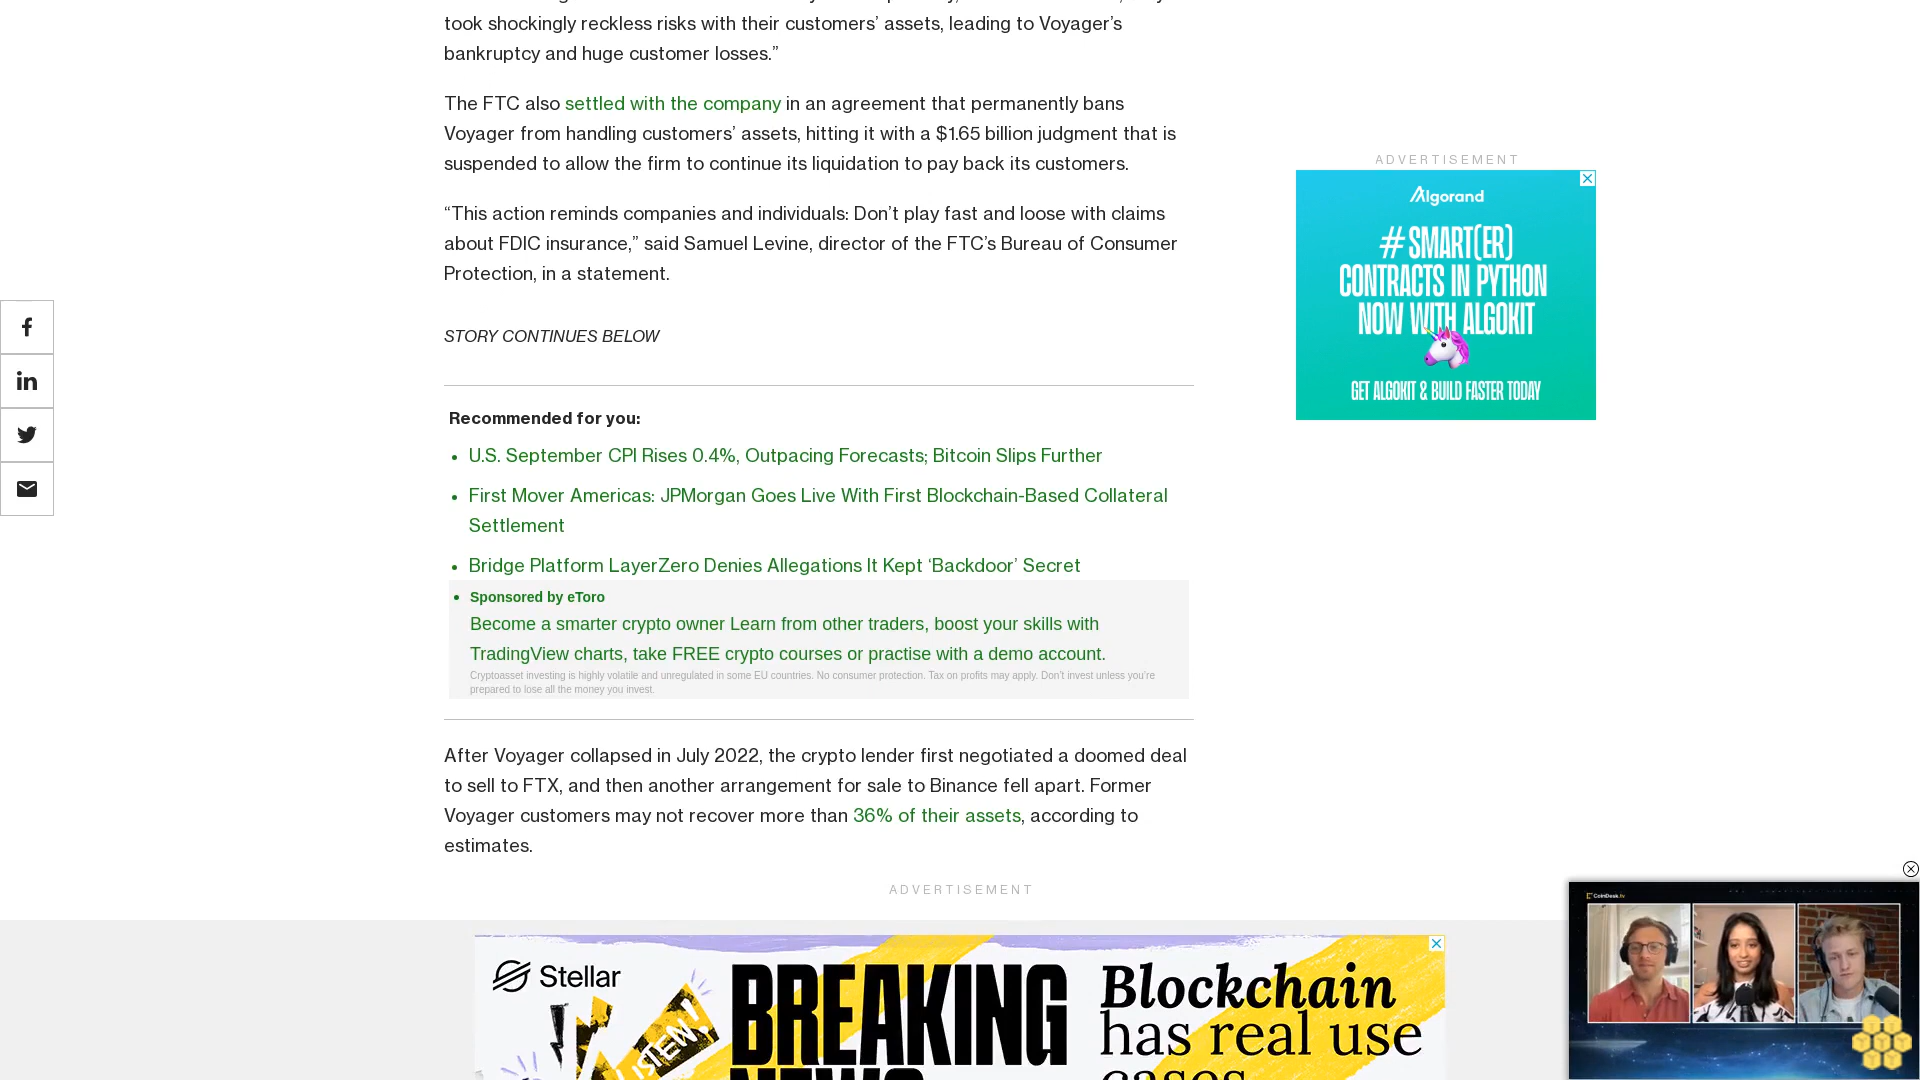 took shockingly reckless risks with their customers’ assets, leading to Voyager’s
bankruptcy and huge customer losses.”
The FTC also settled with the company in an agreement that permanently bans
Voyager from handling customers’ assets, hitting it with a $1.65 billion judgment that is
suspended to allow the firm to continue its liquidation to pay back its customers.
“This action reminds companies and individuals: Don’t play fast and loose with claims
about FDIC insurance,” said Samuel Levine, director of the FTC’s Bureau of Consumer
Protection, in a statement.
STORY CONTINUES BELOW
Recommended for you:
• U.S. September CPI Rises 0.4%, Outpacing Forecasts; Bitcoin Slips Further
• First Mover Americas: JPMorgan Goes Live With First Blockchain-Based Collateral
Settlement
• Bridge Platform LayerZero Denies Allegations It Kept ‘Backdoor’ Secret
• Sponsored by eToro
Become a smarter crypto owner Learn from other traders, boost your skills with
TradingView charts, take FREE crypto courses or practise with a demo account.
Cryptoasset investing is highly volatile and unregulated in some EU countries. No consumer protection. Tax on profits may apply. Don’t invest unless you’re
prepared to lose all the money you invest.
After Voyager collapsed in July 2022, the crypto lender first negotiated a doomed deal
to sell to FTX, and then another arrangement for sale to Binance fell apart. Former
Voyager customers may not recover more than 36% of their assets, according to
estimates.
ADVERTISEMENT
Algorand
#SMART(ER)
CONTRACTS IN PYTHON
NOW WITH ALGOKIT
GET ALGOKIT & BUILD FASTER TODAY
ADVERTISEMENT
Stellar
LISTEN!
BREAKING
NEWS
Blockchain
has real use
cases
CoinDesk.tv